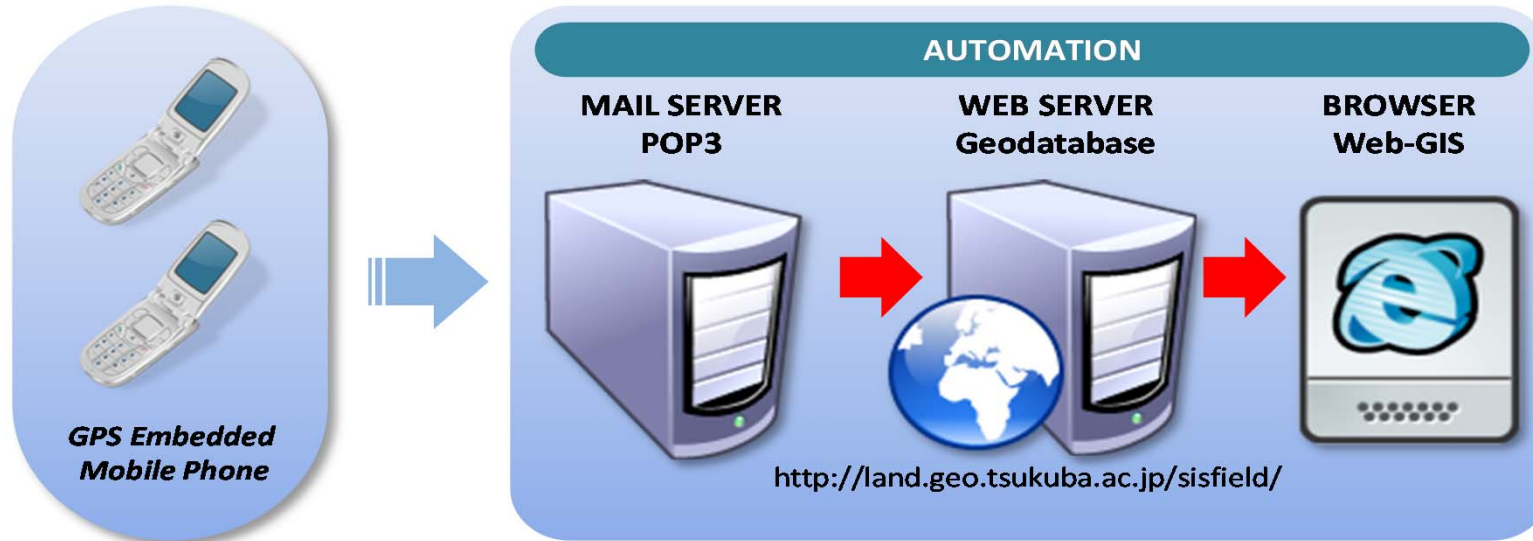 AUTOMATION
MAIL SERVER
POP3
WEB SERVER
Geodatabase
BROWSER
Web-GIS
GPS Embedded
Mobile Phone
http://land.geo.tsukuba.ac.jp/sisfield/